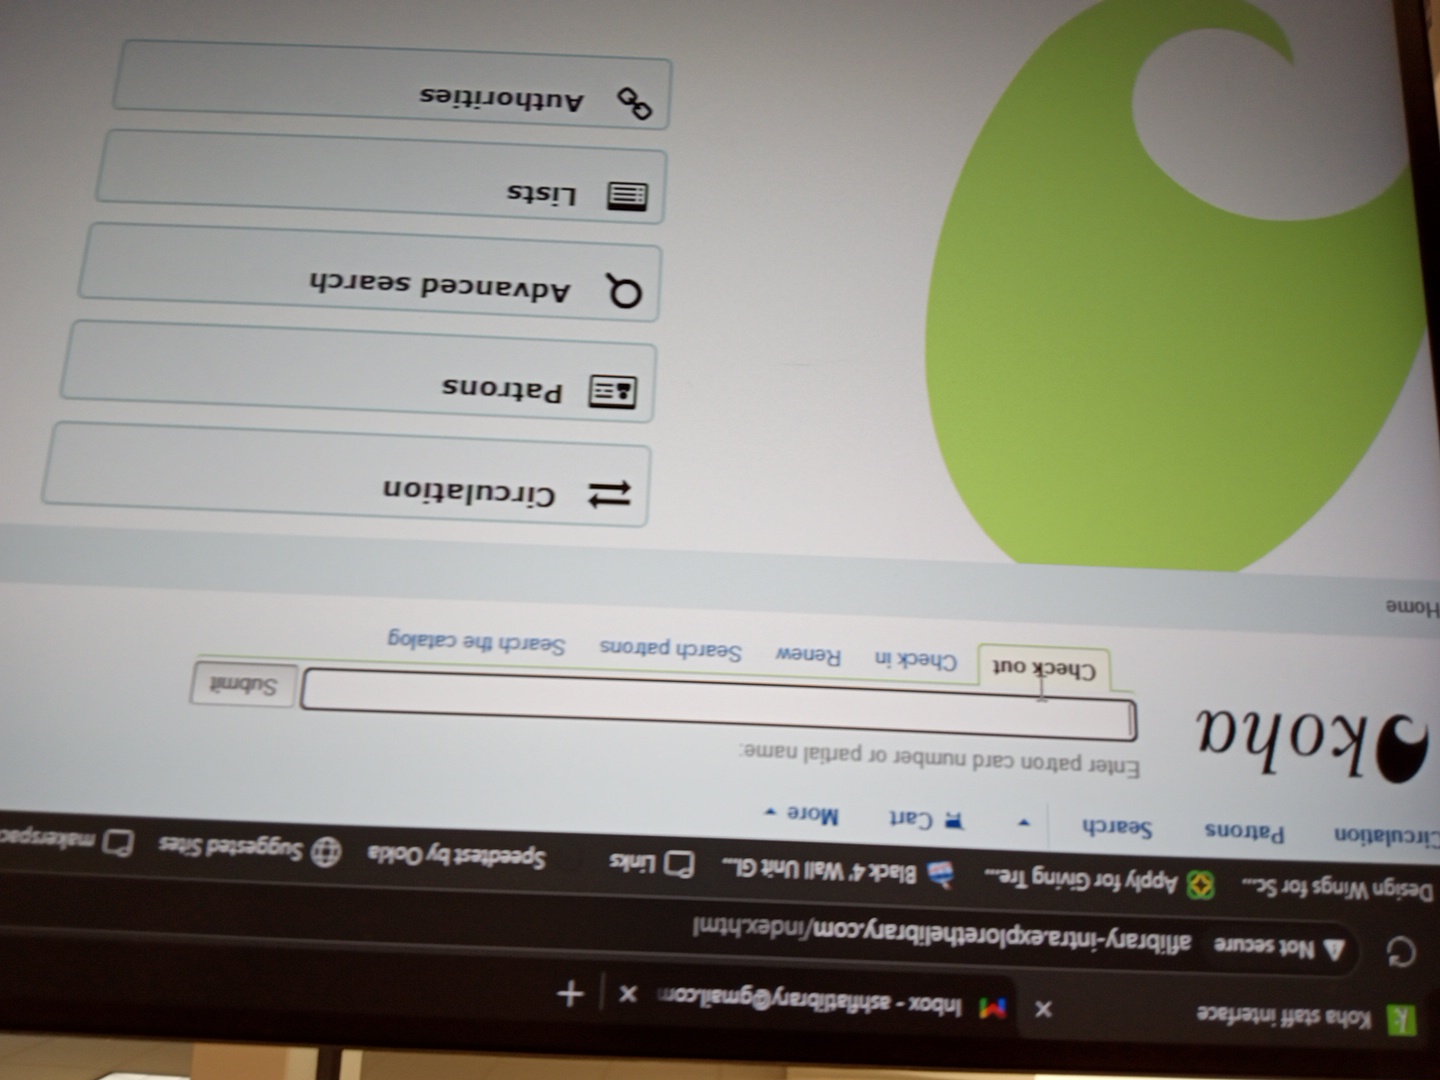 Koha staff interface
Inbox - ashflatlibrary@gmail.com
Not secure aflibrary-intra.explorethelibrary.com/index.html
Design Wings for Sc... Apply for Giving Tre... Black 4' Wall Unit Gl... Links Speedtest by Ookla Suggested Sites makerspac
Circulation Patrons Search Cart More
koha
Enter patron card number or partial name:
Submit
Check out Check in Renew Search patrons Search the catalog
Home
Circulation
Patrons
Advanced search
Lists
Authorities